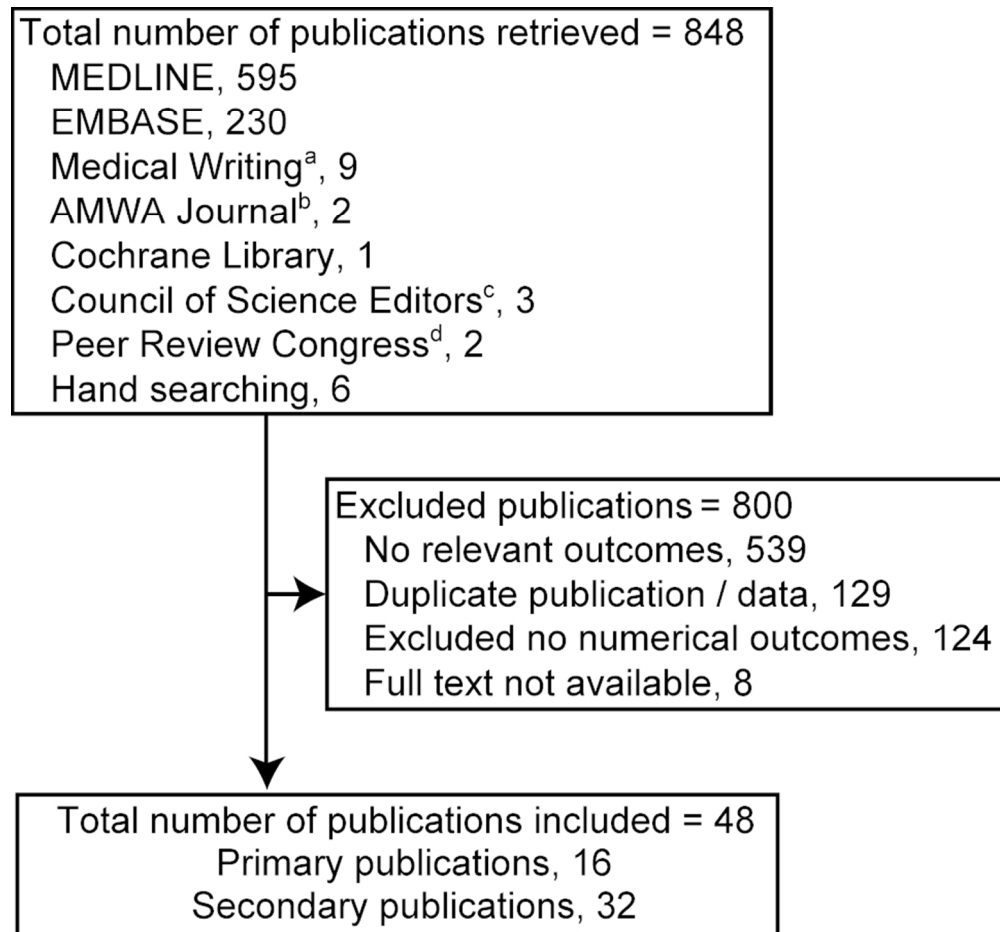 Total number of publications retrieved = 848
MEDLINE, 595
EMBASE, 230
Medical Writingᵃ, 9
AMWA Journalᵇ, 2
Cochrane Library, 1
Council of Science Editorsᶜ, 3
Peer Review Congressᵈ, 2
Hand searching, 6
Excluded publications = 800
No relevant outcomes, 539
Duplicate publication / data, 129
Excluded no numerical outcomes, 124
Full text not available, 8
Total number of publications included = 48
Primary publications, 16
Secondary publications, 32